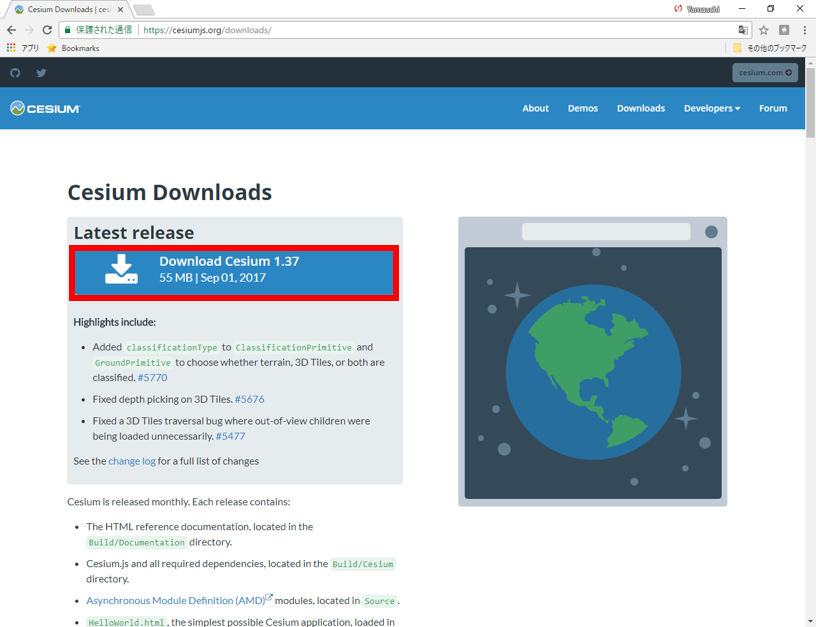 Cesium Downloads | cesi
Yamasaki
保護された通信 | https://cesiumjs.org/downloads/
アプリ Bookmarks その他のブックマーク
cesium.com
CESIUM About Demos Downloads Developers Forum
Cesium Downloads
Latest release
Download Cesium 1.37
55 MB | Sep 01, 2017
Highlights include:
Added classificationType to ClassificationPrimitive and
GroundPrimitive to choose whether terrain, 3D Tiles, or both are
classified. #5770
Fixed depth picking on 3D Tiles. #5676
Fixed a 3D Tiles traversal bug where out-of-view children were
being loaded unnecessarily. #5477
See the change log for a full list of changes
Cesium is released monthly. Each release contains:
The HTML reference documentation, located in the
Build/Documentation directory.
Cesium.js and all required dependencies, located in the Build/Cesium
directory.
Asynchronous Module Definition (AMD) modules, located in Source.
HelloWorld.html, the simplest possible Cesium application, loaded in